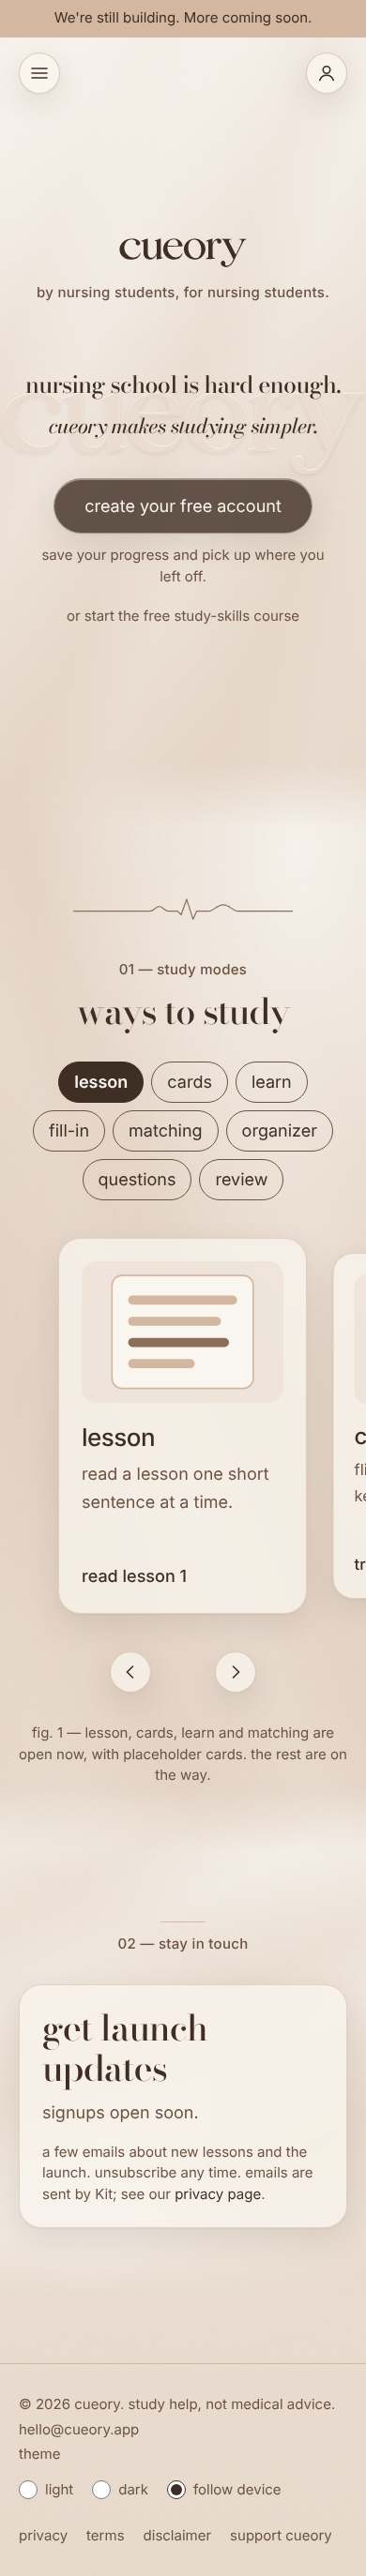 We're still building. More coming soon.
cueory
by nursing students, for nursing students.
nursing school is hard enough.
cueory
cueory makes studying simpler.
create your free account
save your progress and pick up where you
left off.
or start the free study-skills course
01 — study modes
ways to study
lesson cards learn
fill-in matching organizer
questions review
lesson
read a lesson one short
sentence at a time.
read lesson 1
fig. 1 — lesson, cards, learn and matching are
open now, with placeholder cards. the rest are on
the way.
02 — stay in touch
get launch
updates
signups open soon.
a few emails about new lessons and the
launch. unsubscribe any time. emails are
sent by Kit; see our privacy page.
© 2026 cueory. study help, not medical advice.
hello@cueory.app
theme
light dark follow device
privacy terms disclaimer support cueory